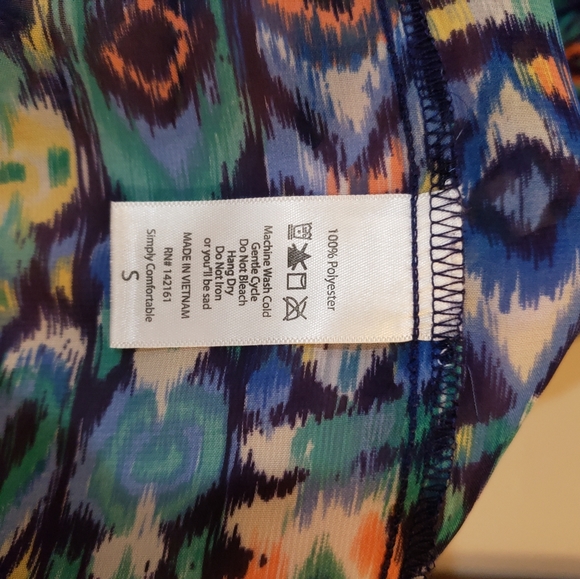 100% Polyester
Machine Wash Cold
Gentle Cycle
Do Not Bleach
Hang Dry
Do Not Iron
or you'll be sad
MADE IN VIETNAM
RN# 142161
Simply Comfortable
S